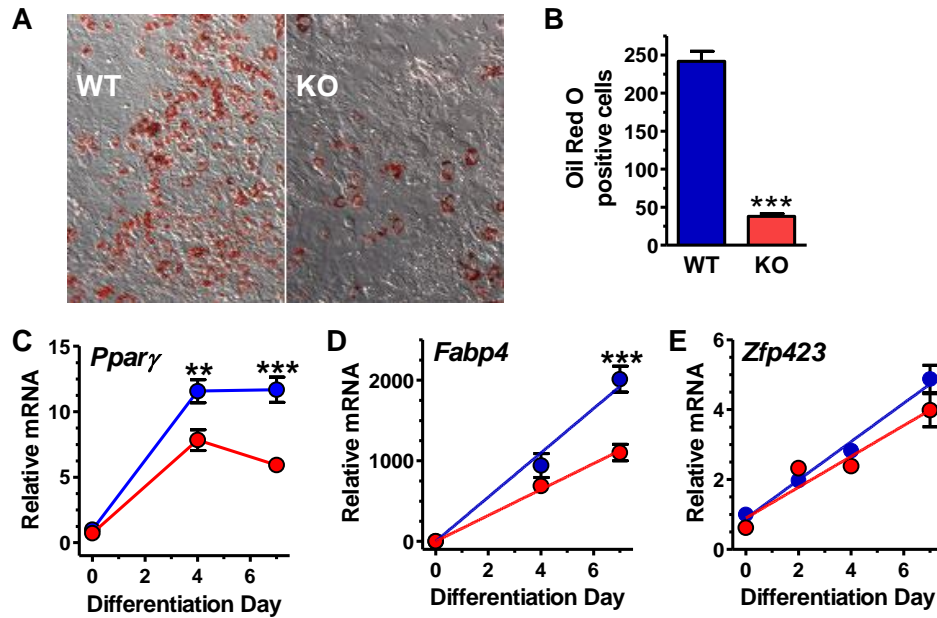 A
WT
KO
B
Oil Red O
positive cells
250
200
150
100
50
0
***
WT
KO
C
Pparγ
Relative mRNA
15
10
5
0
**
***
0
2
4
6
Differentiation Day
D
Fabp4
Relative mRNA
2000
1000
0
***
0
2
4
6
Differentiation Day
E
Zfp423
Relative mRNA
6
4
2
0
0
2
4
6
Differentiation Day